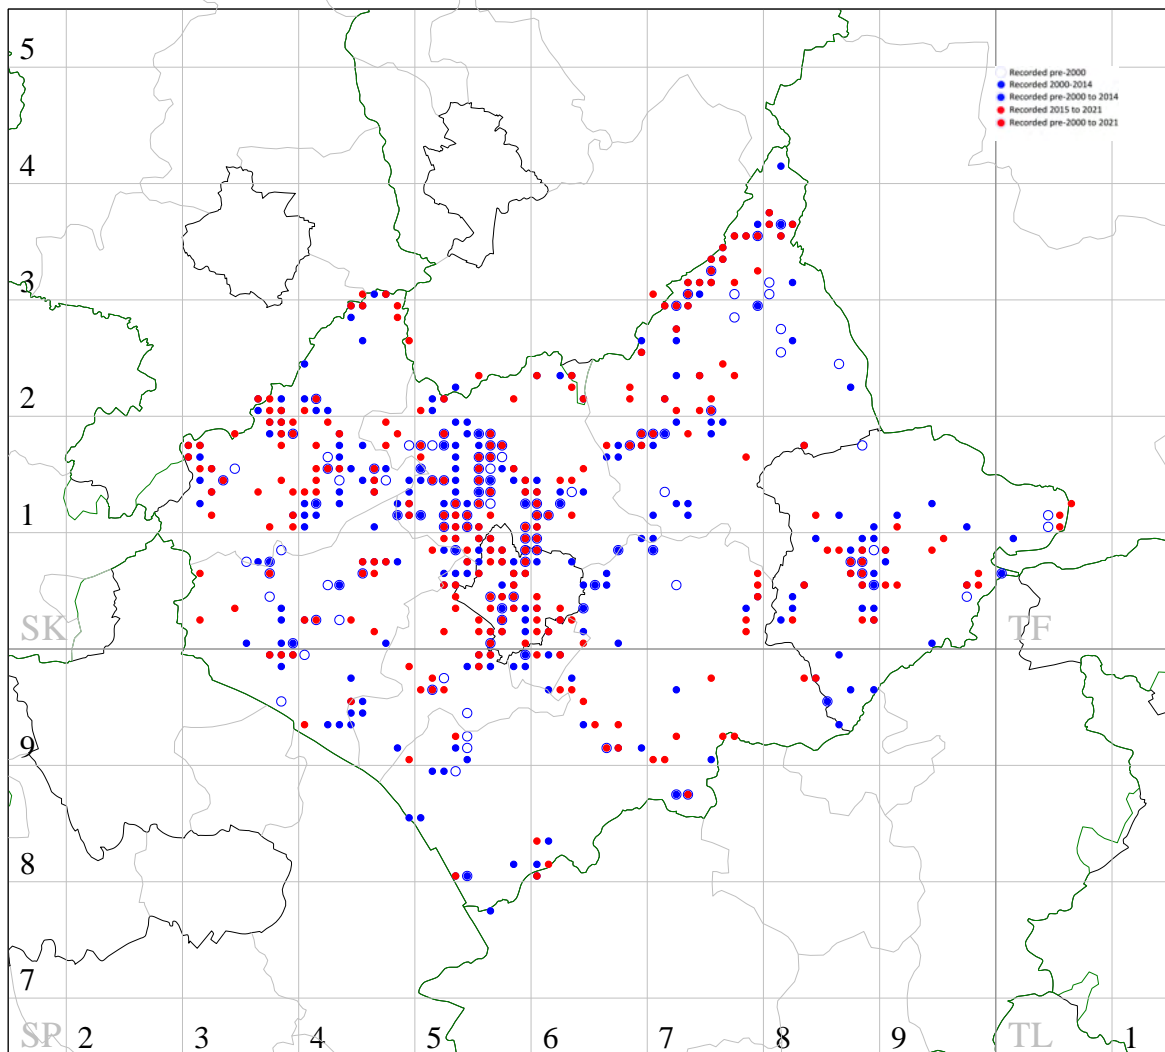 5
Recorded pre-2000
Recorded 2000-2014
Recorded pre-2000 to 2014
Recorded 2015 to 2021
Recorded pre-2000 to 2021
4
3
2
1
SK TF
9
8
7
SP 2 3 4 5 6 7 8 9 TL 1